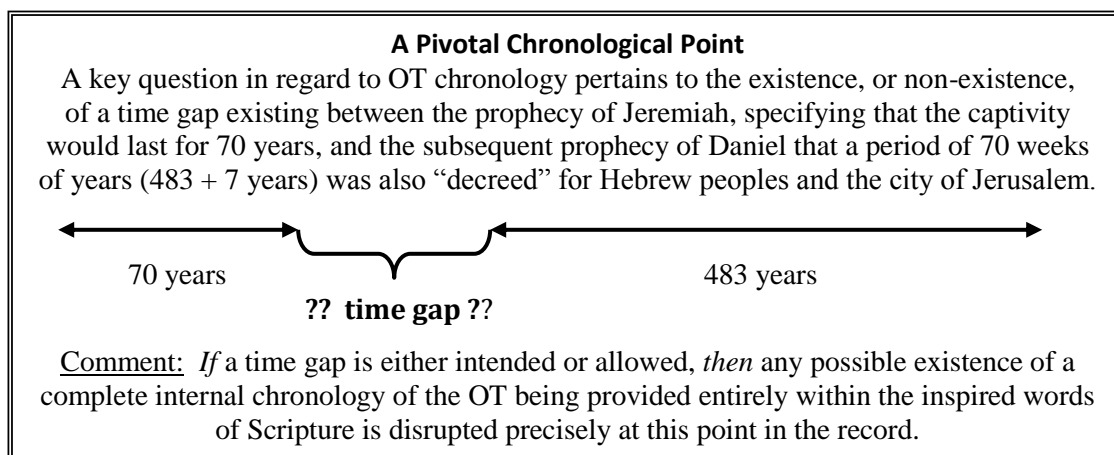 A Pivotal Chronological Point
A key question in regard to OT chronology pertains to the existence, or non-existence,
of a time gap existing between the prophecy of Jeremiah, specifying that the captivity
would last for 70 years, and the subsequent prophecy of Daniel that a period of 70 weeks
of years (483 + 7 years) was also “decreed” for Hebrew peoples and the city of Jerusalem.
70 years
483 years
?? time gap ??
Comment: If a time gap is either intended or allowed, then any possible existence of a
complete internal chronology of the OT being provided entirely within the inspired words
of Scripture is disrupted precisely at this point in the record.